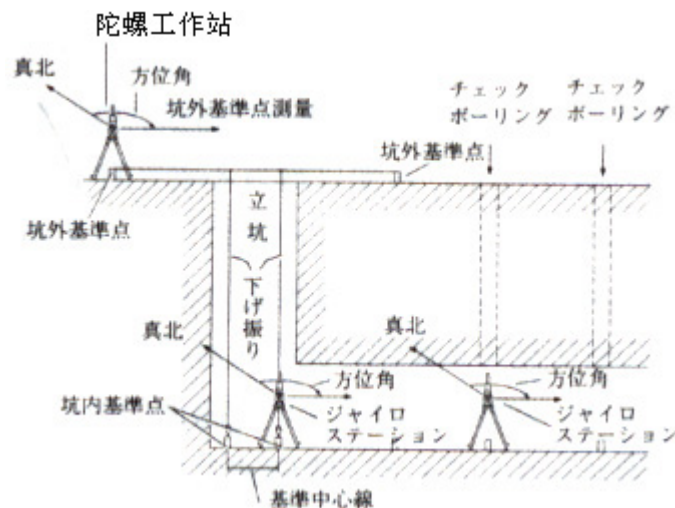 陀螺工作站
真北
方位角
坑外基準点測量
チェック
ボーリング
チェック
ボーリング
坑外基準点
坑外基準点
立坑
下げ振り
真北
方位角
真北
方位角
坑内基準点
ジャイロ
ステーション
ジャイロ
ステーション
基準中心線